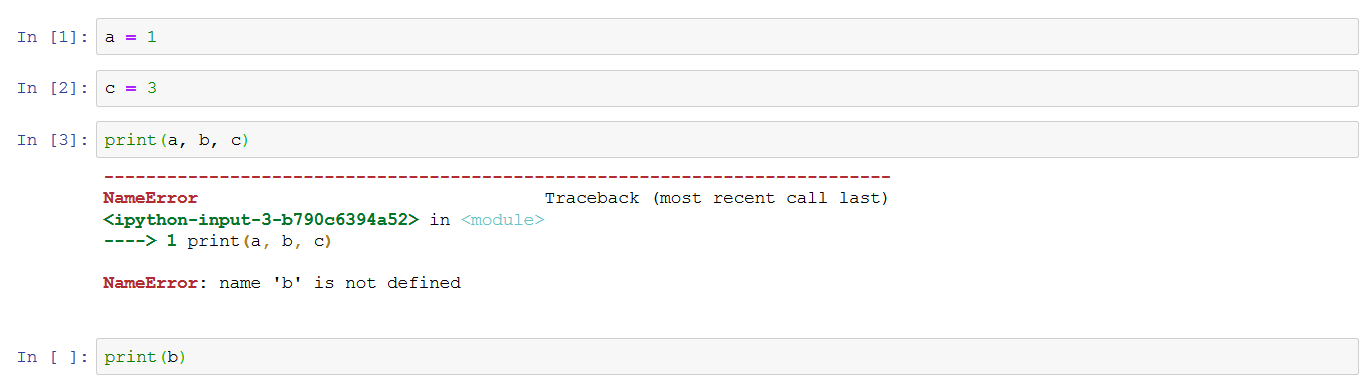 In [1]: a = 1
In [2]: c = 3
In [3]: print(a, b, c)
---------------------------------------------------------------------------
NameError                                 Traceback (most recent call last)
<ipython-input-3-b790c6394a52> in <module>
----> 1 print(a, b, c)
NameError: name 'b' is not defined
In [ ]: print(b)